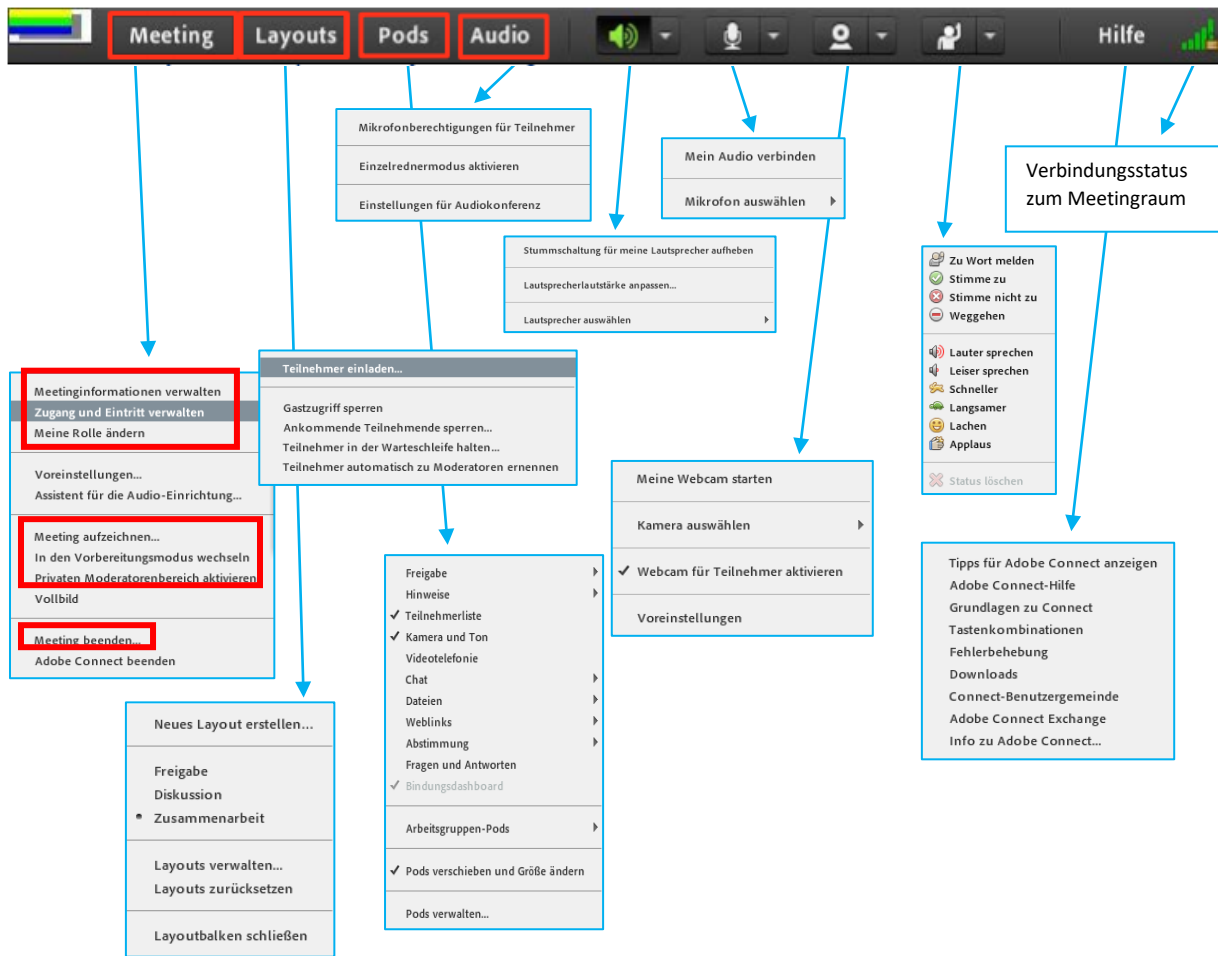 Meeting
Layouts
Pods
Audio
Hilfe
Mikrofonberechtigungen für Teilnehmer
Einzelrednermodus aktivieren
Einstellungen für Audiokonferenz
Mein Audio verbinden
Mikrofon auswählen
Verbindungsstatus
zum Meetingraum
Stummschaltung für meine Lautsprecher aufheben
Lautsprecherlautstärke anpassen...
Lautsprecher auswählen
Zu Wort melden
Stimme zu
Stimme nicht zu
Weggehen
Lauter sprechen
Leiser sprechen
Schneller
Langsamer
Lachen
Applaus
Status löschen
Meetinginformationen verwalten
Zugang und Eintritt verwalten
Meine Rolle ändern
Voreinstellungen...
Assistent für die Audio-Einrichtung...
Meeting aufzeichnen...
In den Vorbereitungsmodus wechseln
Privaten Moderatorenbereich aktivieren
Vollbild
Meeting beenden...
Adobe Connect beenden
Teilnehmer einladen...
Gastzugriff sperren
Ankommende Teilnehmende sperren...
Teilnehmer in der Warteschleife halten...
Teilnehmer automatisch zu Moderatoren ernennen
Meine Webcam starten
Kamera auswählen
Webcam für Teilnehmer aktivieren
Voreinstellungen
Freigabe
Hinweise
Teilnehmerliste
Kamera und Ton
Videotelefonie
Chat
Dateien
Weblinks
Abstimmung
Fragen und Antworten
Bindungsdashboard
Arbeitsgruppen-Pods
Pods verschieben und Größe ändern
Pods verwalten...
Tipps für Adobe Connect anzeigen
Adobe Connect-Hilfe
Grundlagen zu Connect
Tastenkombinationen
Fehlerbehebung
Downloads
Connect-Benutzergemeinde
Adobe Connect Exchange
Info zu Adobe Connect...
Neues Layout erstellen...
Freigabe
Diskussion
Zusammenarbeit
Layouts verwalten...
Layouts zurücksetzen
Layoutbalken schließen